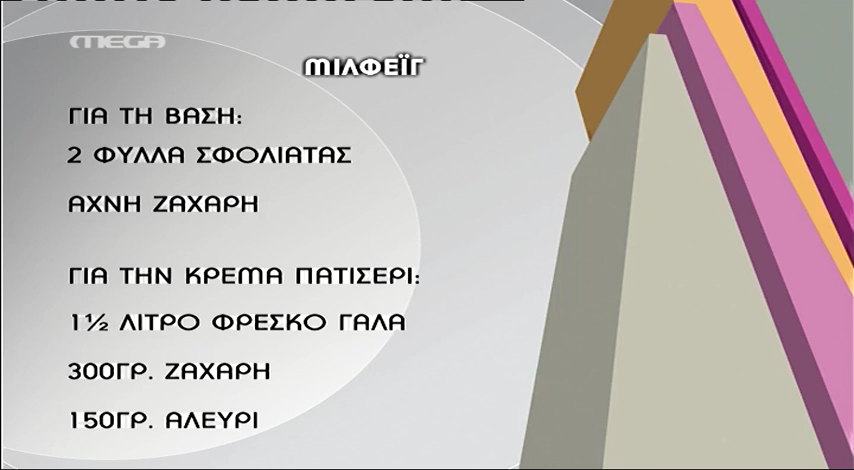 MEGA
ΜΙΛΦΕΪΓ
ΓΙΑ ΤΗ ΒΑΣΗ:
2 ΦΥΛΛΑ ΣΦΟΛΙΑΤΑΣ
ΑΧΝΗ ΖΑΧΑΡΗ
ΓΙΑ ΤΗΝ ΚΡΕΜΑ ΠΑΤΙΣΕΡΙ:
1½ ΛΙΤΡΟ ΦΡΕΣΚΟ ΓΑΛΑ
300ΓΡ. ΖΑΧΑΡΗ
150ΓΡ. ΑΛΕΥΡΙ